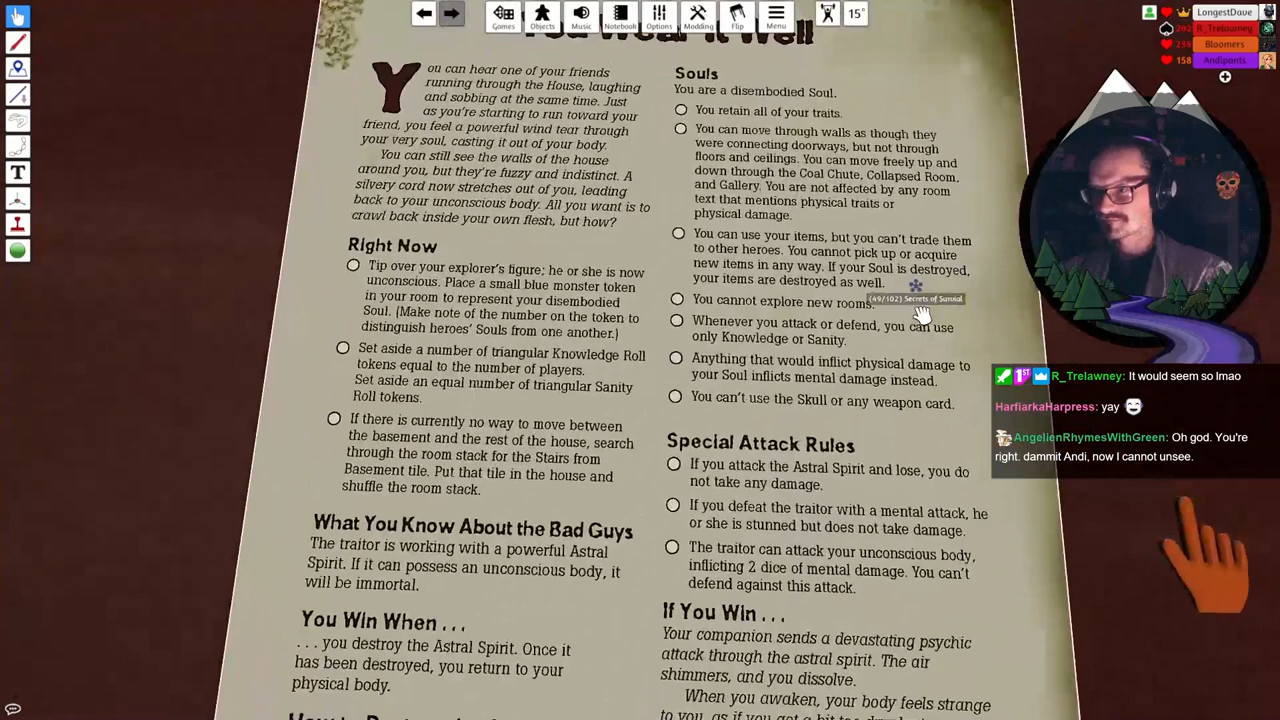 Games
Objects
Music
Notebook
Options
Modding
Flip
Menu
15°
LongestDave
202 R_Trelawney
238 Bloomers
158 Andipants
You Wear It Well
You can hear one of your friends
running through the House, laughing
and sobbing at the same time. Just
as you're starting to run toward your
friend, you feel a powerful wind tear through
your very soul, casting it out of your body.
You can still see the walls of the house
around you, but they're fuzzy and indistinct. A
silvery cord now stretches out of you, leading
back to your unconscious body. All you want is to
crawl back inside your own flesh, but how?
Right Now
Tip over your explorer's figure; he or she is now
unconscious. Place a small blue monster token
in your room to represent your disembodied
Soul. (Make note of the number on the token to
distinguish heroes' Souls from one another.)
Set aside a number of triangular Knowledge Roll
tokens equal to the number of players.
Set aside an equal number of triangular Sanity
Roll tokens.
If there is currently no way to move between
the basement and the rest of the house, search
through the room stack for the Stairs from
Basement tile. Put that tile in the house and
shuffle the room stack.
What You Know About the Bad Guys
The traitor is working with a powerful Astral
Spirit. If it can possess an unconscious body, it
will be immortal.
You Win When . . .
. . . you destroy the Astral Spirit. Once it
has been destroyed, you return to your
physical body.
Souls
You are a disembodied Soul.
You retain all of your traits.
You can move through walls as though they
were connecting doorways, but not through
floors and ceilings. You can move freely up and
down through the Coal Chute, Collapsed Room,
and Gallery. You are not affected by any room
text that mentions physical traits or
physical damage.
You can use your items, but you can't trade them
to other heroes. You cannot pick up or acquire
new items in any way. If your Soul is destroyed,
your items are destroyed as well.
You cannot explore new rooms.
(49/102) Secrets of Survial
Whenever you attack or defend, you can use
only Knowledge or Sanity.
Anything that would inflict physical damage to
your Soul inflicts mental damage instead.
You can't use the Skull or any weapon card.
Special Attack Rules
If you attack the Astral Spirit and lose, you do
not take any damage.
If you defeat the traitor with a mental attack, he
or she is stunned but does not take damage.
The traitor can attack your unconscious body,
inflicting 2 dice of mental damage. You can't
defend against this attack.
If You Win . . .
Your companion sends a devastating psychic
attack through the astral spirit. The air
shimmers, and you dissolve.
When you awaken, your body feels strange
R_Trelawney: It would seem so lmao
HarfiarkaHarpress: yay
AngelienRhymesWithGreen: Oh god. You're
right. dammit Andi, now I cannot unsee.
T
1ST